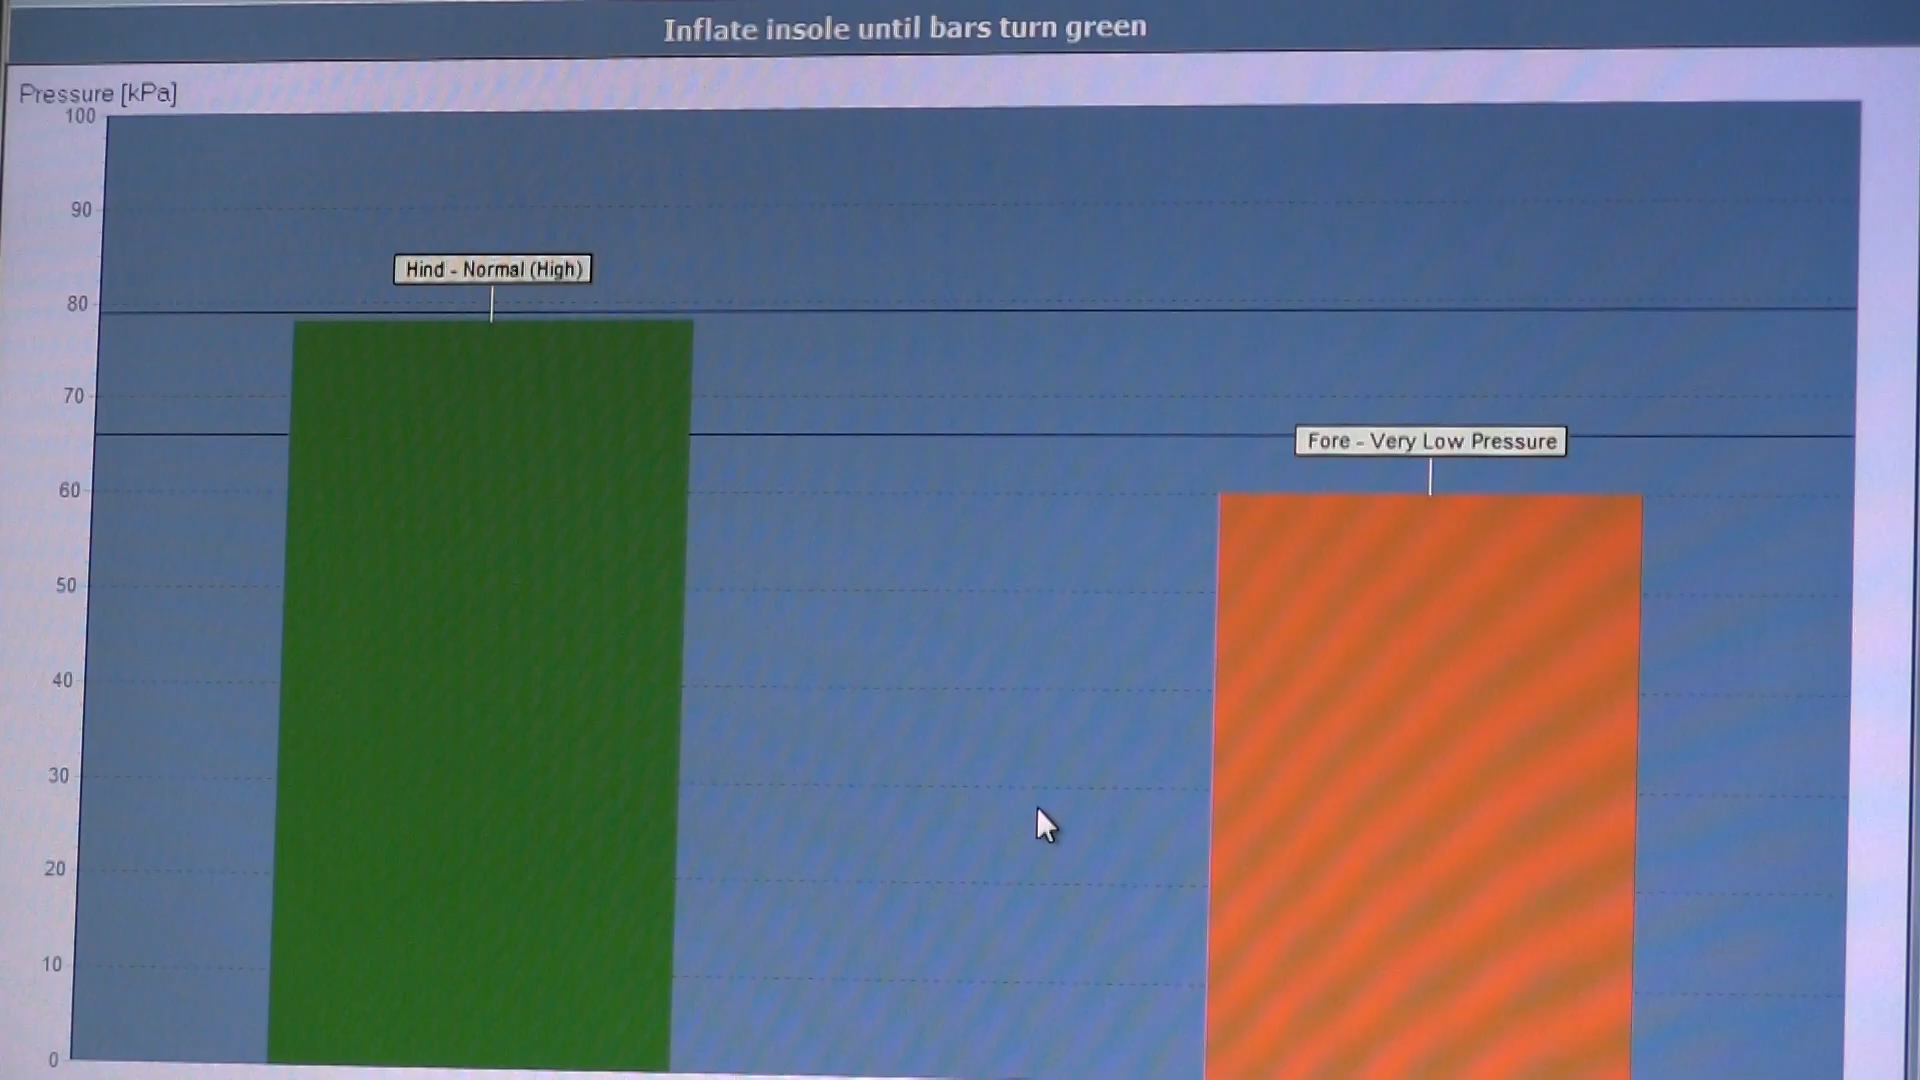 Inflate insole until bars turn green
Pressure [kPa]
100
90
Hind - Normal (High)
80
70
Fore - Very Low Pressure
60
50
40
30
20
10
0